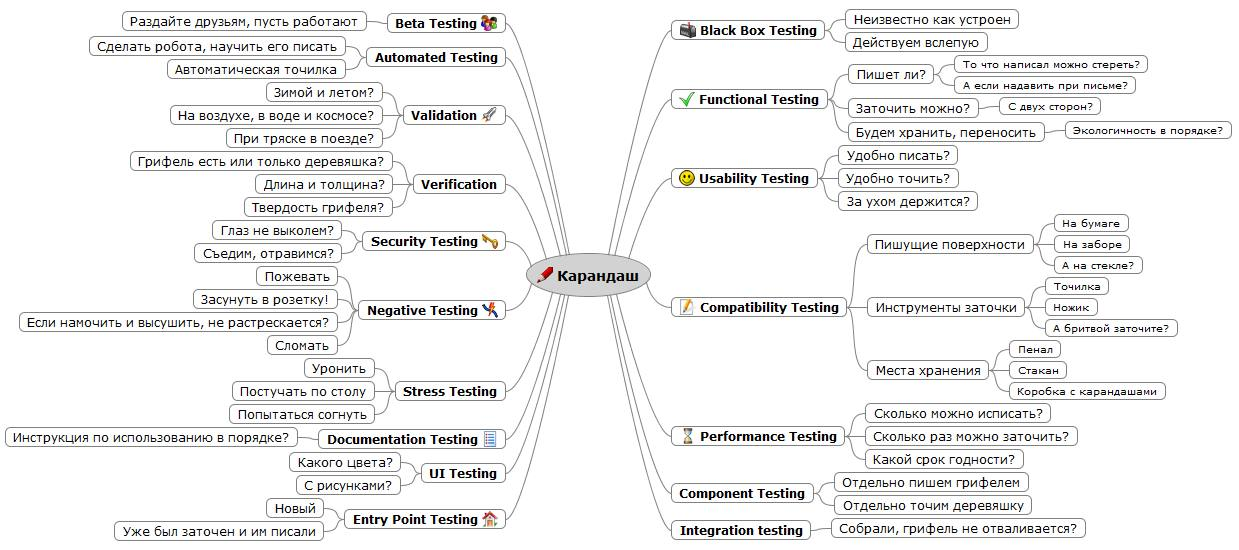 Карандаш
Beta Testing
Раздайте друзьям, пусть работают
Automated Testing
Сделать робота, научить его писать
Автоматическая точилка
Validation
Зимой и летом?
На воздухе, в воде и космосе?
При тряске в поезде?
Verification
Грифель есть или только деревяшка?
Длина и толщина?
Твердость грифеля?
Security Testing
Глаз не выколем?
Съедим, отравимся?
Negative Testing
Пожевать
Засунуть в розетку!
Если намочить и высушить, не растрескается?
Сломать
Stress Testing
Уронить
Постучать по столу
Попытаться согнуть
Documentation Testing
Инструкция по использованию в порядке?
UI Testing
Какого цвета?
С рисунками?
Entry Point Testing
Новый
Уже был заточен и им писали
Black Box Testing
Неизвестно как устроен
Действуем вслепую
Functional Testing
Пишет ли?
То что написал можно стереть?
А если надавить при письме?
Заточить можно?
С двух сторон?
Будем хранить, переносить
Экологичность в порядке?
Usability Testing
Удобно писать?
Удобно точить?
За ухом держится?
Compatibility Testing
Пишущие поверхности
На бумаге
На заборе
А на стекле?
Инструменты заточки
Точилка
Ножик
А бритвой заточите?
Места хранения
Пенал
Стакан
Коробка с карандашами
Performance Testing
Сколько можно исписать?
Сколько раз можно заточить?
Какой срок годности?
Component Testing
Отдельно пишем грифелем
Отдельно точим деревяшку
Integration testing
Собрали, грифель не отваливается?